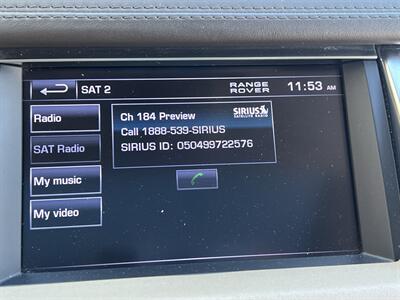 SAT 2
RANGE ROVER
11:53 AM
Radio
SAT Radio
My music
My video
Ch 184 Preview
SIRIUS
SATELLITE RADIO
Call 1888-539-SIRIUS
SIRIUS ID: 050499722576